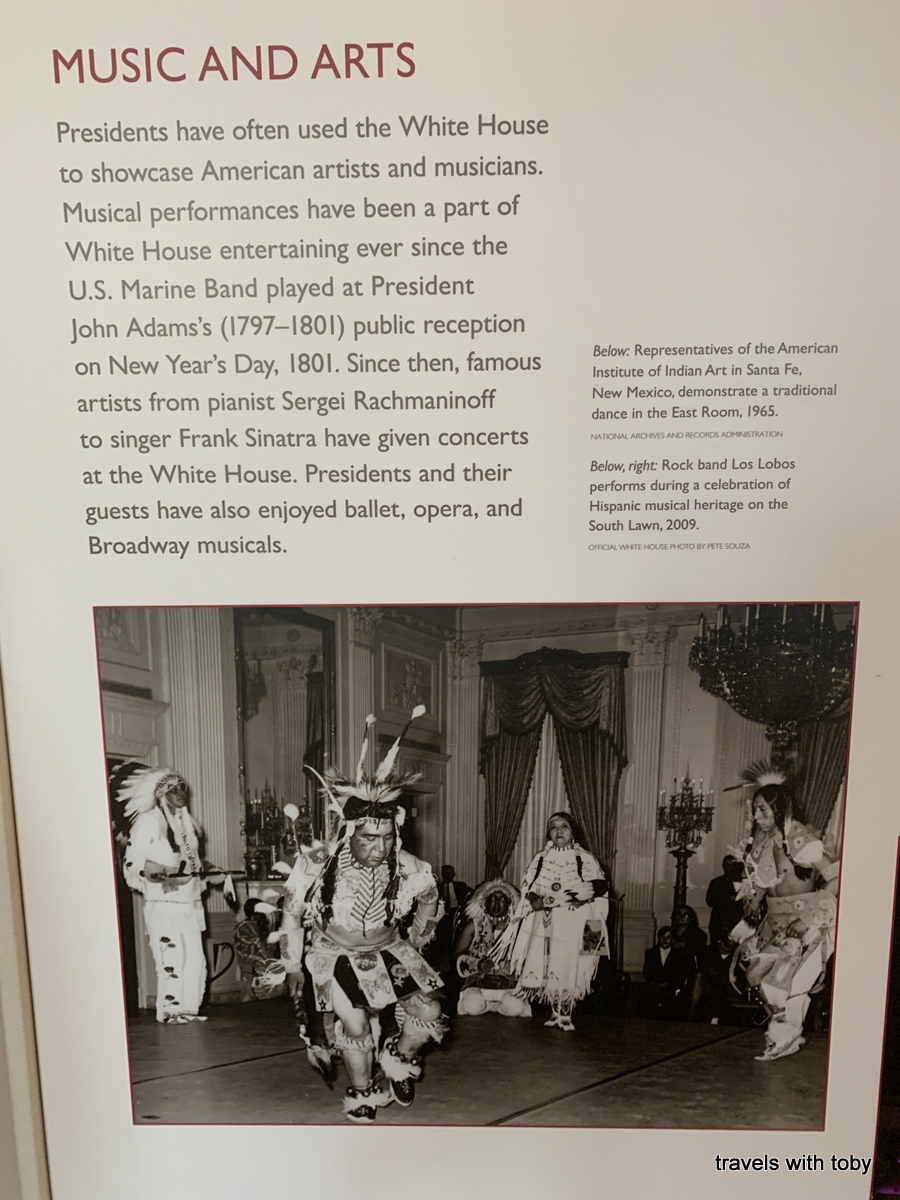 MUSIC AND ARTS
Presidents have often used the White House
to showcase American artists and musicians.
Musical performances have been a part of
White House entertaining ever since the
U.S. Marine Band played at President
John Adams's (1797–1801) public reception
on New Year's Day, 1801. Since then, famous
artists from pianist Sergei Rachmaninoff
to singer Frank Sinatra have given concerts
at the White House. Presidents and their
guests have also enjoyed ballet, opera, and
Broadway musicals.
Below: Representatives of the American
Institute of Indian Art in Santa Fe,
New Mexico, demonstrate a traditional
dance in the East Room, 1965.
NATIONAL ARCHIVES AND RECORDS ADMINISTRATION
Below, right: Rock band Los Lobos
performs during a celebration of
Hispanic musical heritage on the
South Lawn, 2009.
OFFICIAL WHITE HOUSE PHOTO BY PETE SOUZA
travels with toby